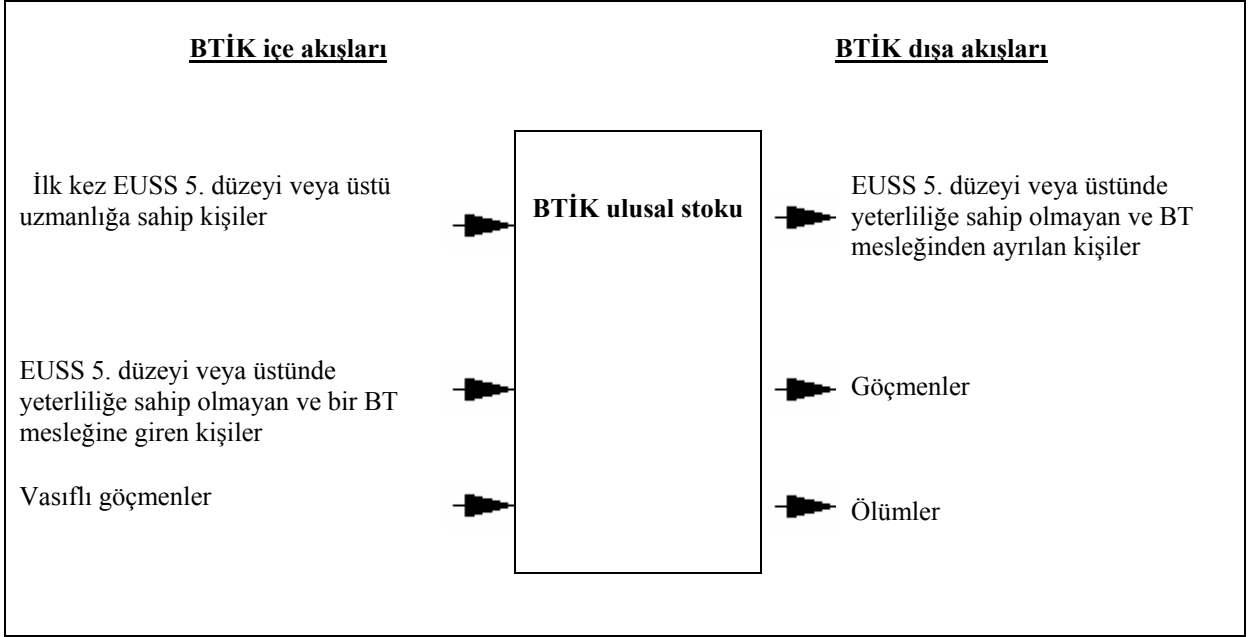 BTİK içe akışları
BTİK dışa akışları
İlk kez EUSS 5. düzeyi veya üstü
uzmanlığa sahip kişiler
EUSS 5. düzeyi veya üstünde
yeterliliğe sahip olmayan ve bir BT
mesleğine giren kişiler
Vasıflı göçmenler
BTİK ulusal stoku
EUSS 5. düzeyi veya üstünde
yeterliliğe sahip olmayan ve BT
mesleğinden ayrılan kişiler
Göçmenler
Ölümler